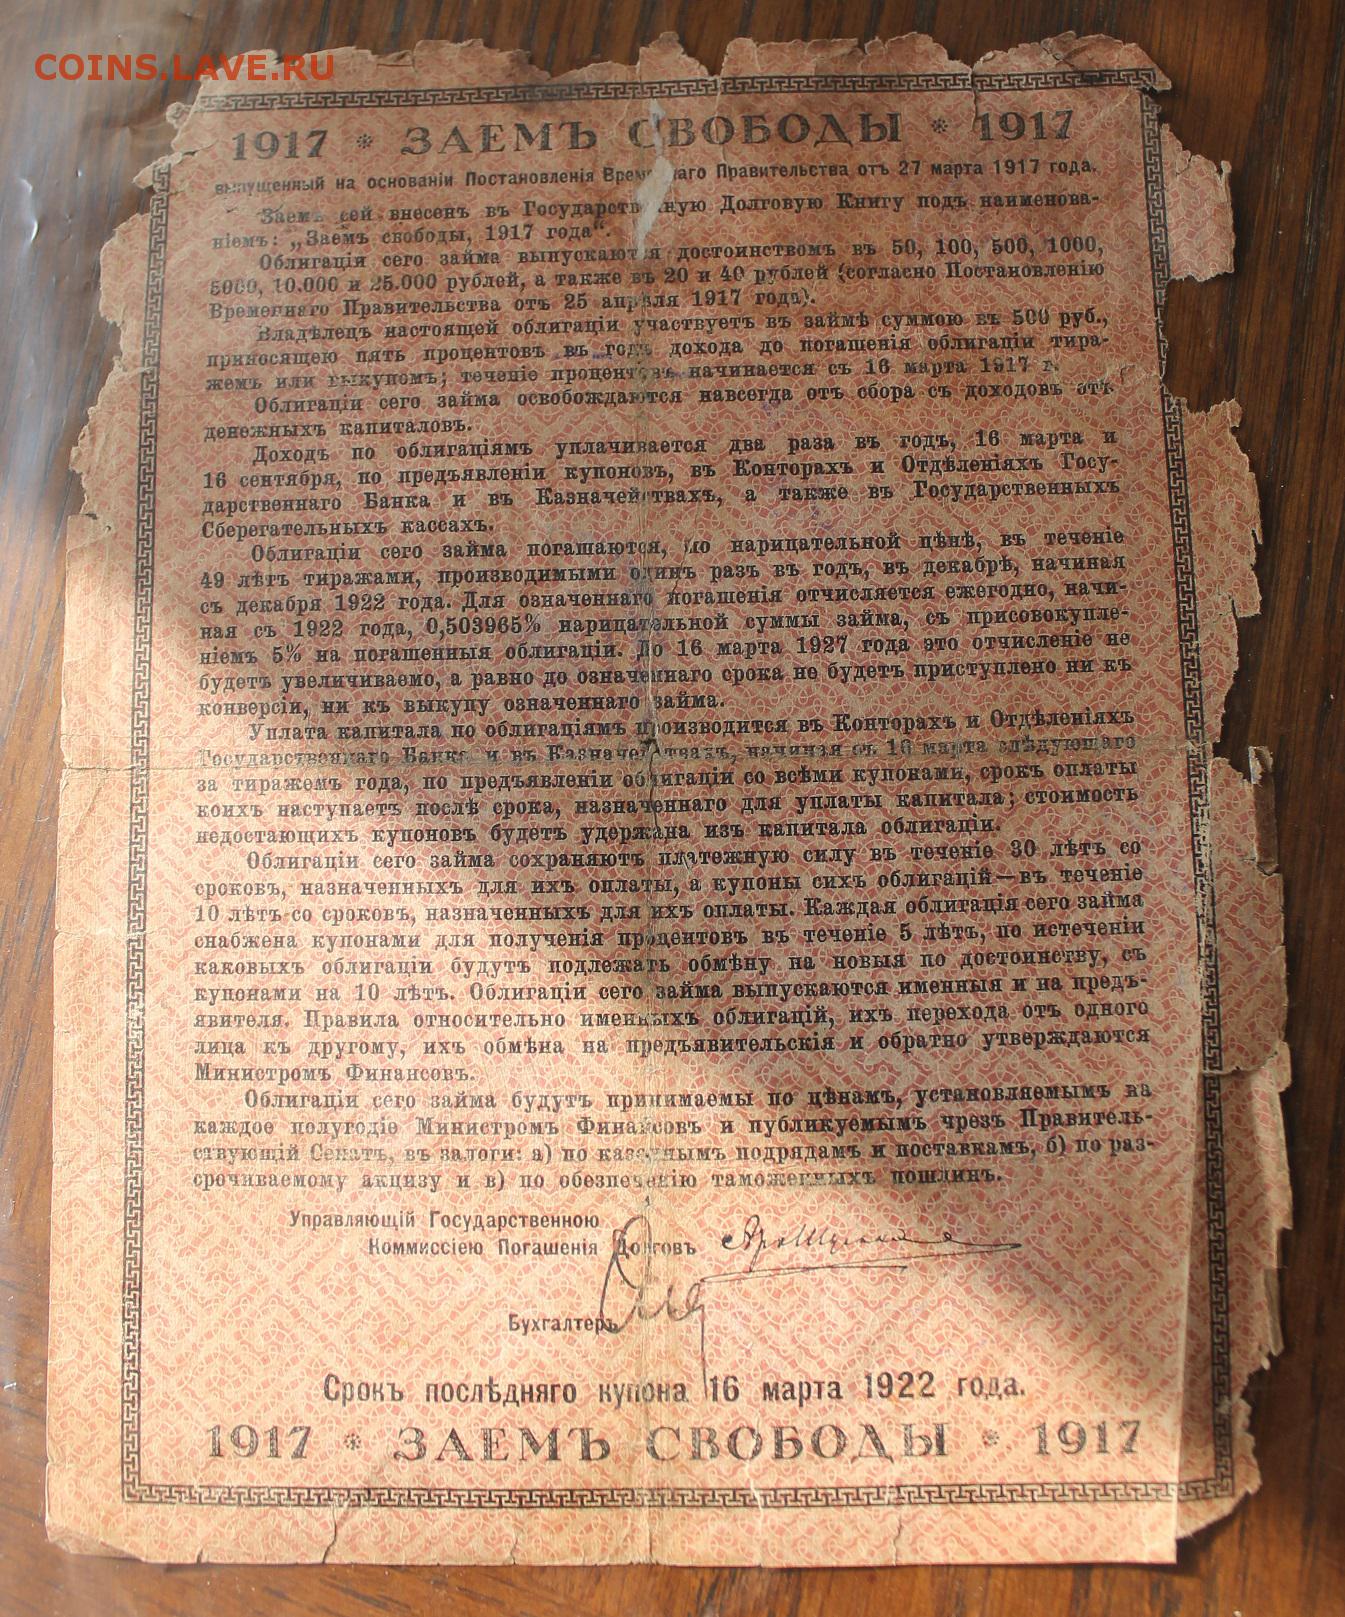 COINS.LAVE.RU
1917 * ЗАЕМЪ СВОБОДЫ * 1917
выпущенный на основаніи Постановленія Временнаго Правительства отъ 27 марта 1917 года.
Заемъ сей внесенъ въ Государственную Долговую Книгу подъ наименова-
ніемъ: „Заемъ свободы, 1917 года“.
Облигаціи сего займа выпускаются достоинствомъ въ 50, 100, 500, 1000,
5000, 10.000 и 25.000 рублей, а также въ 20 и 40 рублей (согласно Постановленію
Временнаго Правительства отъ 25 апрѣля 1917 года).
Владѣлецъ настоящей облигаціи участвуетъ въ займѣ суммою въ 500 руб.,
приносящею пять процентовъ въ годъ дохода до погашенія облигаціи тира-
жемъ или выкупомъ; теченіе процентовъ начинается съ 16 марта 1917 г.
Облигаціи сего займа освобождаются навсегда отъ сбора съ доходовъ отъ
денежныхъ капиталовъ.
Доходъ по облигаціямъ уплачивается два раза въ годъ, 16 марта и
16 сентября, по предъявленіи купоновъ, въ Конторахъ и Отдѣленіяхъ Госу-
дарственнаго Банка и въ Казначействахъ, а также въ Государственныхъ
Сберегательныхъ кассахъ.
Облигаціи сего займа погашаются, по нарицательной цѣнѣ, въ теченіе
49 лѣтъ тиражами, производимыми одинъ разъ въ годъ, въ декабрѣ, начиная
съ декабря 1922 года. Для означеннаго погашенія отчисляется ежегодно, начи-
ная съ 1922 года, 0,503965% нарицательной суммы займа, съ присовокупле-
ніемъ 5% на погашенныя облигаціи. До 16 марта 1927 года это отчисленіе не
будетъ увеличиваемо, а равно до означеннаго срока не будетъ приступлено ни къ
конверсіи, ни къ выкупу означеннаго займа.
Уплата капитала по облигаціямъ производится въ Конторахъ и Отдѣленіяхъ
Государственнаго Банка и въ Казначействахъ, начиная съ 16 марта слѣдующаго
за тиражемъ года, по предъявленіи облигаціи со всѣми купонами, срокъ оплаты
коихъ наступаетъ послѣ срока, назначеннаго для уплаты капитала; стоимость
недостающихъ купоновъ будетъ удержана изъ капитала облигаціи.
Облигаціи сего займа сохраняютъ платежную силу въ теченіе 30 лѣтъ со
сроковъ, назначенныхъ для ихъ оплаты, а купоны сихъ облигацій—въ теченіе
10 лѣтъ со сроковъ, назначенныхъ для ихъ оплаты. Каждая облигація сего займа
снабжена купонами для полученія процентовъ въ теченіе 5 лѣтъ, по истеченіи
каковыхъ облигаціи будутъ подлежать обмѣну на новыя по достоинству, съ
купонами на 10 лѣтъ. Облигаціи сего займа выпускаются именныя и на предъ-
явителя. Правила относительно именныхъ облигацій, ихъ перехода отъ одного
лица къ другому, ихъ обмѣна на предъявительскія и обратно утверждаются
Министромъ Финансовъ.
Облигаціи сего займа будутъ принимаемы по цѣнамъ, установляемымъ на
каждое полугодіе Министромъ Финансовъ и публикуемымъ чрезъ Правитель-
ствующій Сенатъ, въ залоги: а) по казеннымъ подрядамъ и поставкамъ, б) по раз-
срочиваемому акцизу и в) по обезпеченію таможенныхъ пошлинъ.
Управляющій Государственною
Коммиссіею Погашенія Долговъ
Бухгалтеръ
Срокъ послѣдняго купона 16 марта 1922 года.
1917 * ЗАЕМЪ СВОБОДЫ * 1917